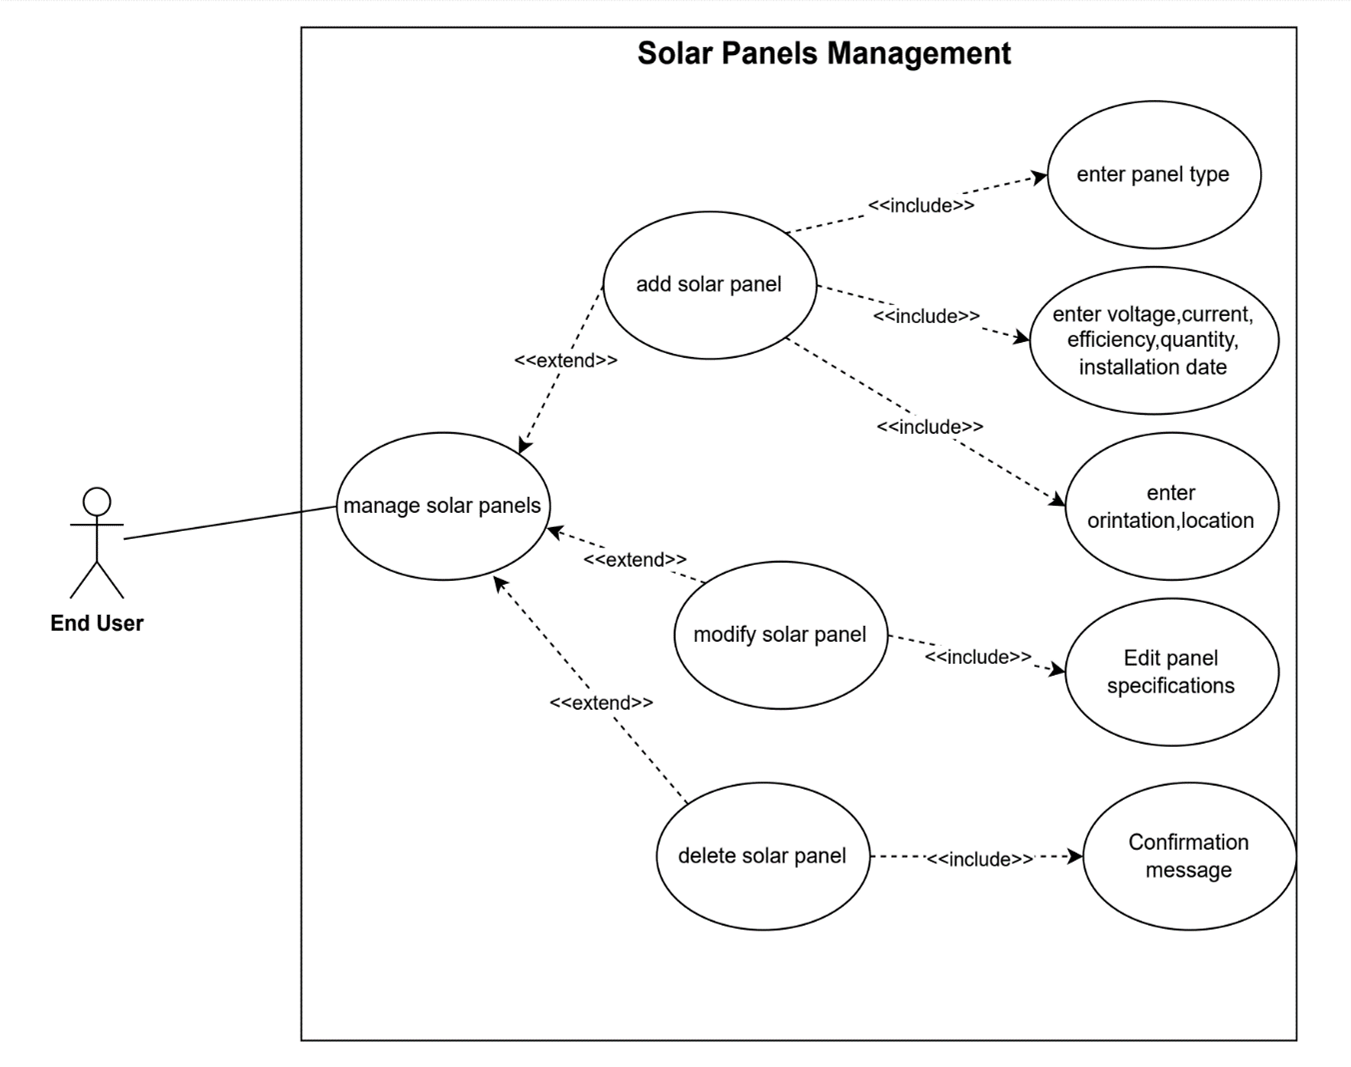 Solar Panels Management
enter panel type
<<include>>
add solar panel
<<include>>
enter voltage,current,
efficiency,quantity,
installation date
<<extend>>
<<include>>
manage solar panels
enter
orintation,location
<<extend>>
End User
modify solar panel
<<include>>
Edit panel
specifications
<<extend>>
delete solar panel
<<include>>
Confirmation
message